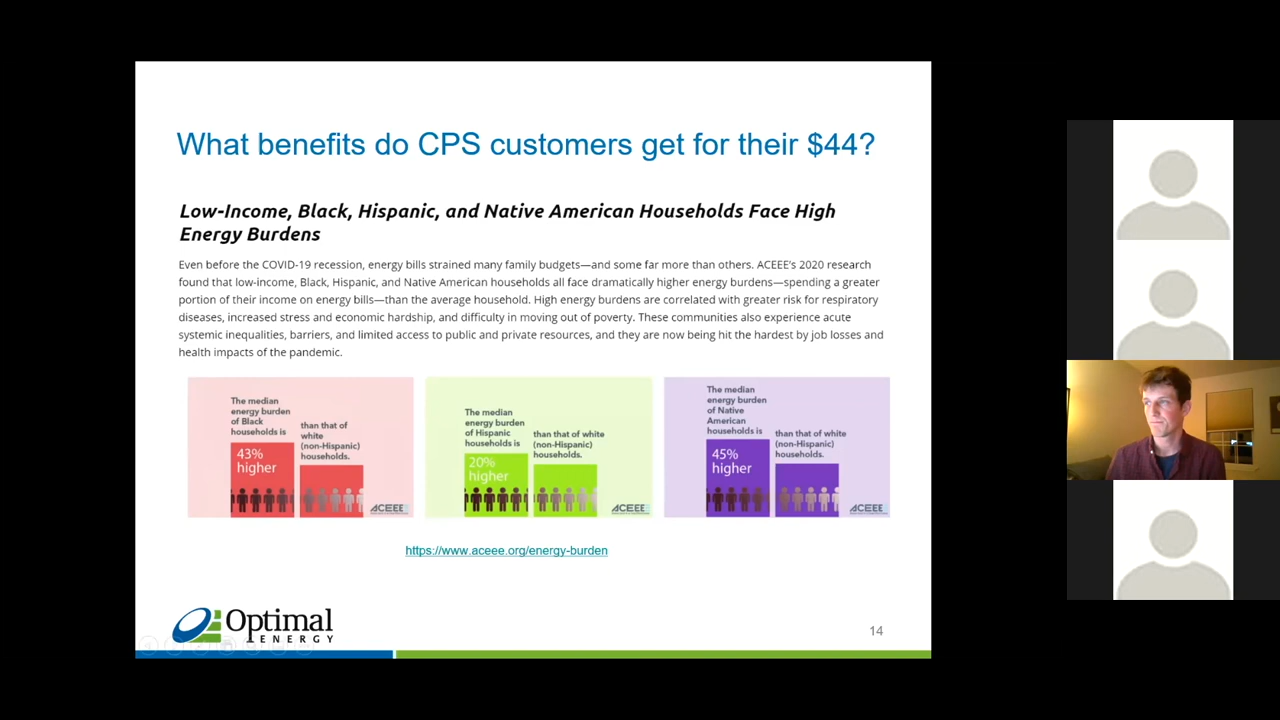 What benefits do CPS customers get for their $44?
Low-Income, Black, Hispanic, and Native American Households Face High
Energy Burdens
Even before the COVID-19 recession, energy bills strained many family budgets—and some far more than others. ACEEE's 2020 research
found that low-income, Black, Hispanic, and Native American households all face dramatically higher energy burdens—spending a greater
portion of their income on energy bills—than the average household. High energy burdens are correlated with greater risk for respiratory
diseases, increased stress and economic hardship, and difficulty in moving out of poverty. These communities also experience acute
systemic inequalities, barriers, and limited access to public and private resources, and they are now being hit the hardest by job losses and
health impacts of the pandemic.
The median
energy burden
of Black
households is
43%
higher
than that of
white
(non-Hispanic)
households.
ACEEE
The median
energy burden
of Hispanic
households is
20%
higher
than that of white
(non-Hispanic)
households.
ACEEE
The median
energy burden
of Native
American
households is
45%
higher
than that of white
(non-Hispanic)
households.
ACEEE
https://www.aceee.org/energy-burden
Optimal
ENERGY
14